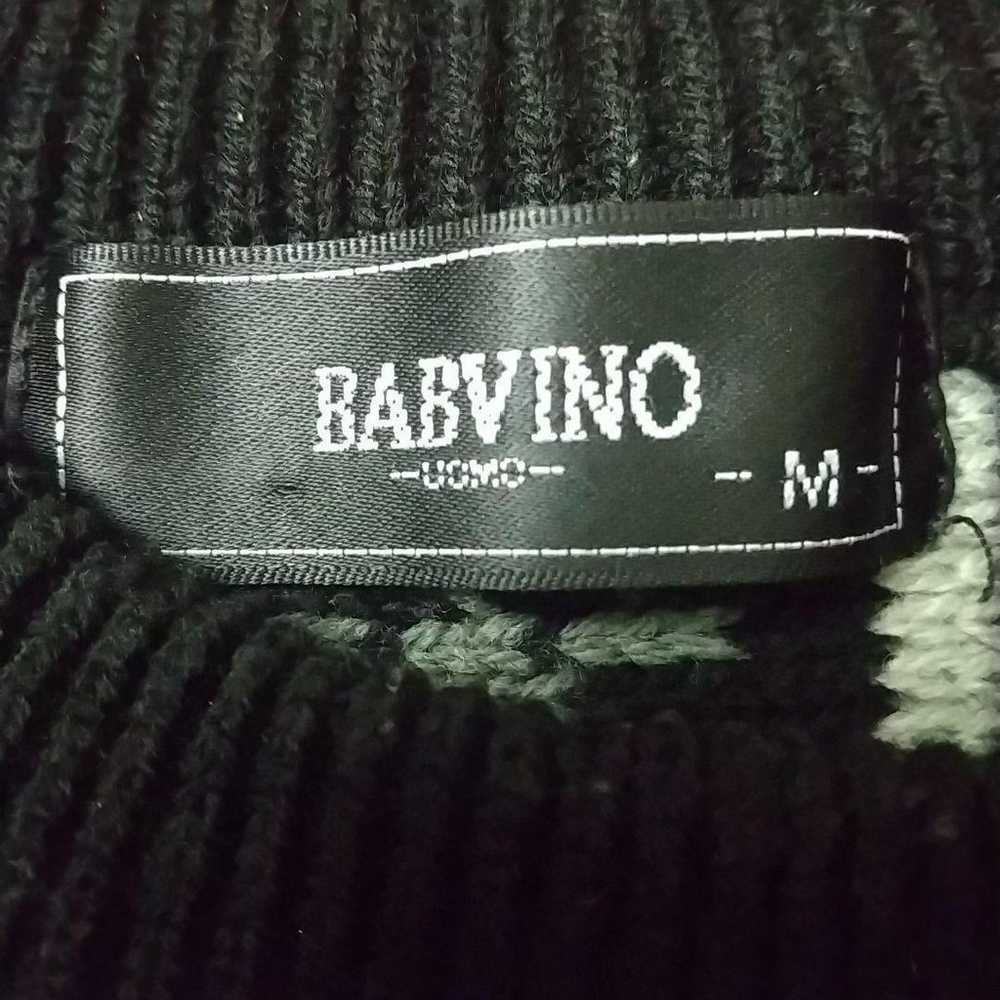 BABVINO
-UOMO-
-- M -